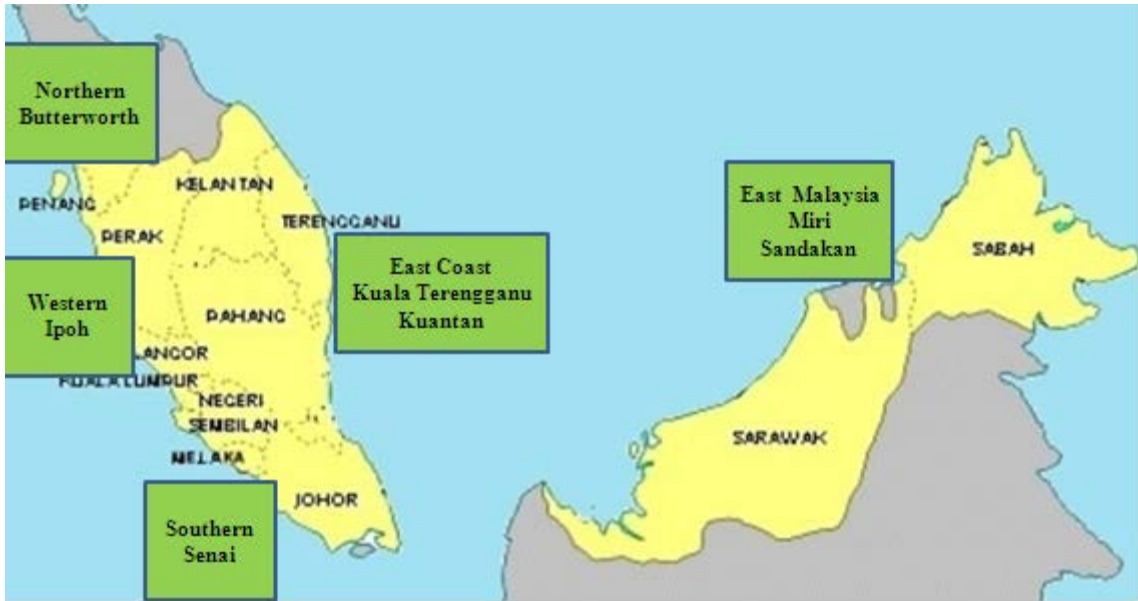 Northern
Butterworth
KELANTAN
PENANG
TERENGGANU
PERAK
East Malaysia
Miri
Sandakan
SABAH
East Coast
Kuala Terengganu
Kuantan
Western
Ipoh
PAHANG
LANGOR
KUALA LUMPUR
NEGERI
SEMBILAN
SARAWAK
MELAKA
JOHOR
Southern
Senai